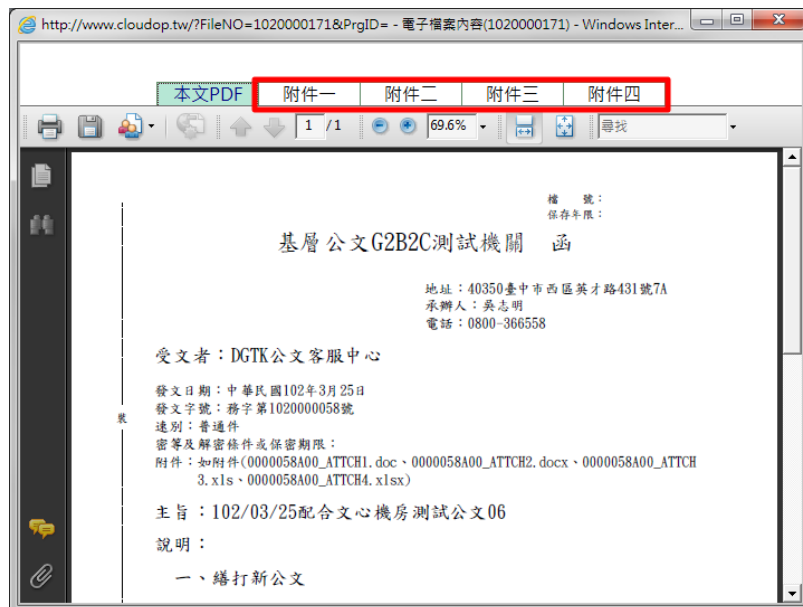 http://www.cloudop.tw/?FileNO=1020000171&PrgID= - 電子檔案內容(1020000171) - Windows Inter...
本文PDF 附件一 附件二 附件三 附件四
1 /1 69.6% 尋找
檔 號：
保存年限：
基層公文G2B2C測試機關 函
地址：40350臺中市西區英才路431號7A
承辦人：吳志明
電話：0800-366558
受文者：DGTK公文客服中心
發文日期：中華民國102年3月25日
發文字號：務字第1020000058號
裝
速別：普通件
密等及解密條件或保密期限：
附件：如附件(0000058A00_ATTCH1.doc、0000058A00_ATTCH2.docx、0000058A00_ATTCH
3.xls、0000058A00_ATTCH4.xlsx)
主旨：102/03/25配合文心機房測試公文06
說明：
一、繕打新公文